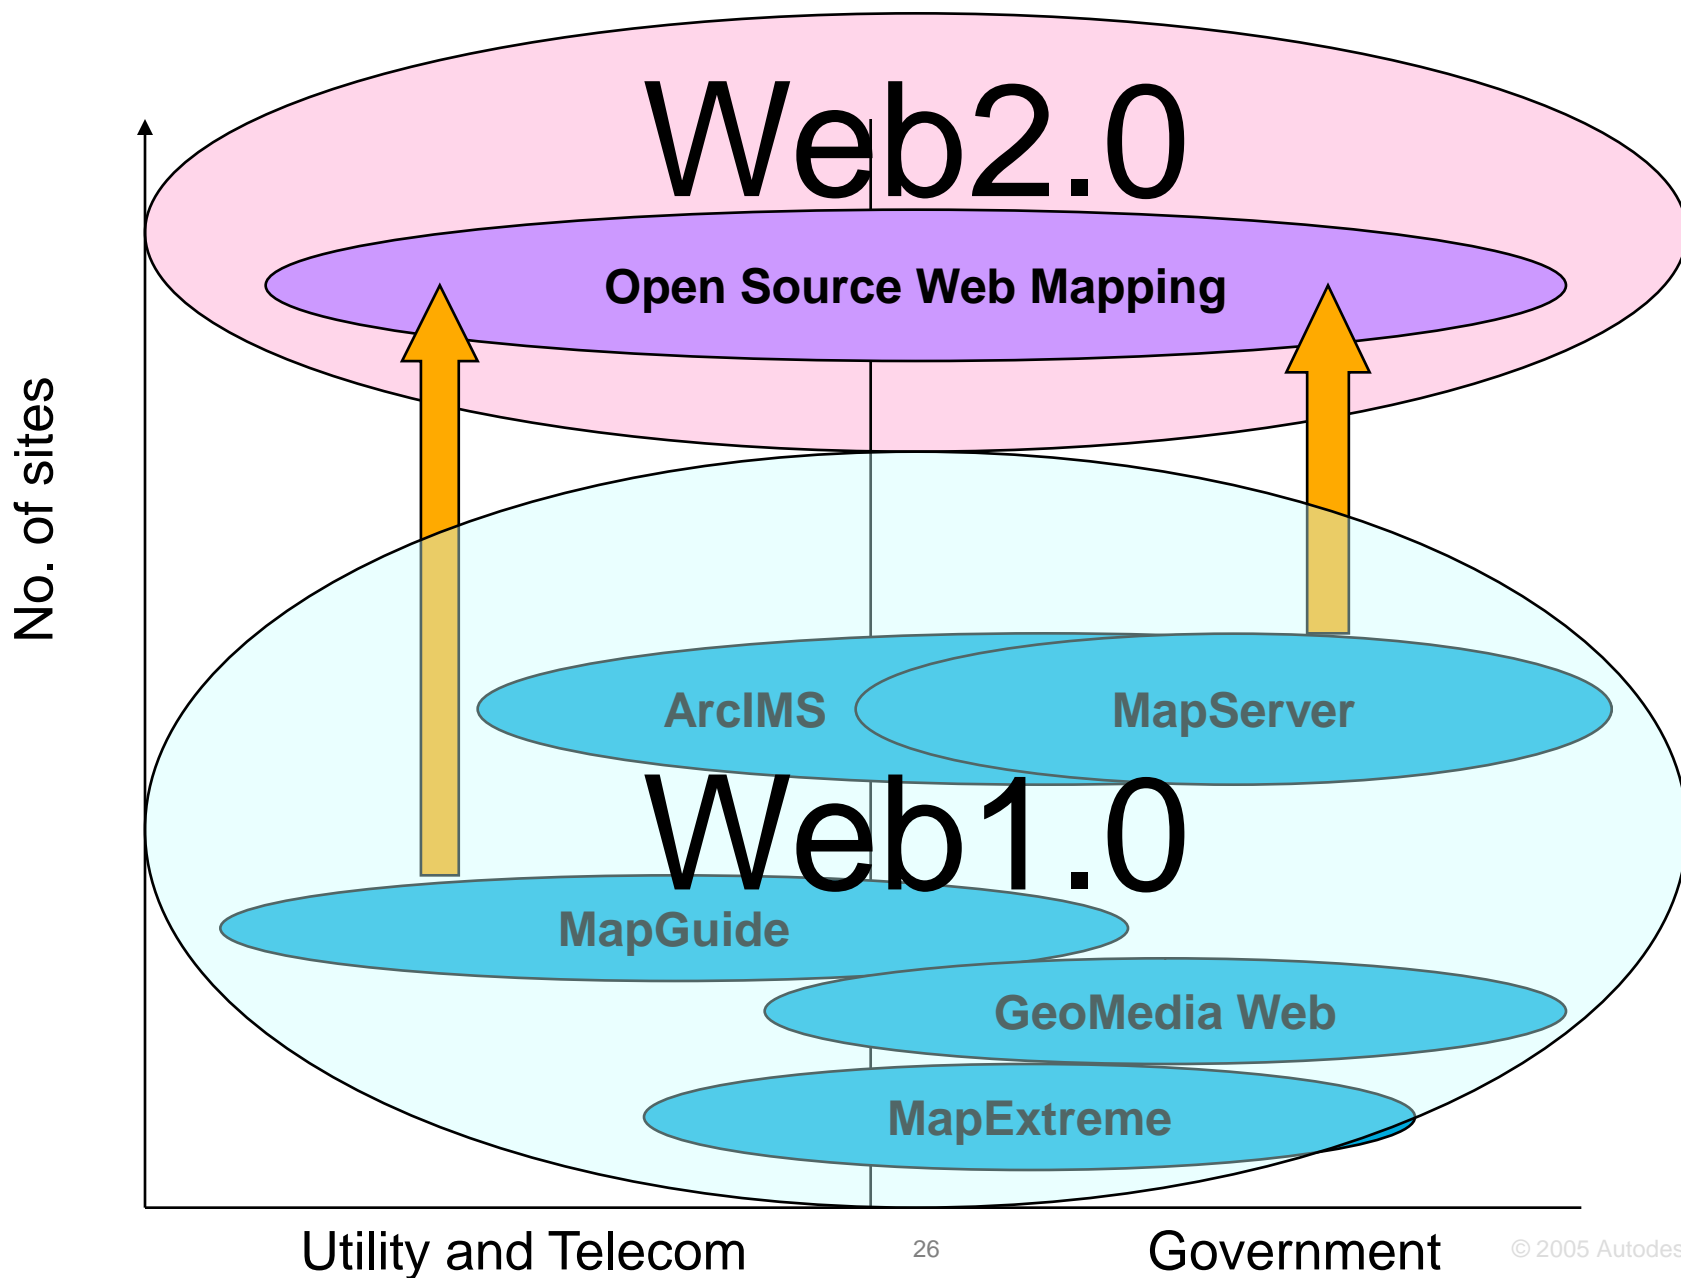 Web2.0
Open Source Web Mapping
No. of sites
ArcIMS
MapServer
Web1.0
MapGuide
GeoMedia Web
MapExtreme
Utility and Telecom
26
Government
© 2005 Autodes